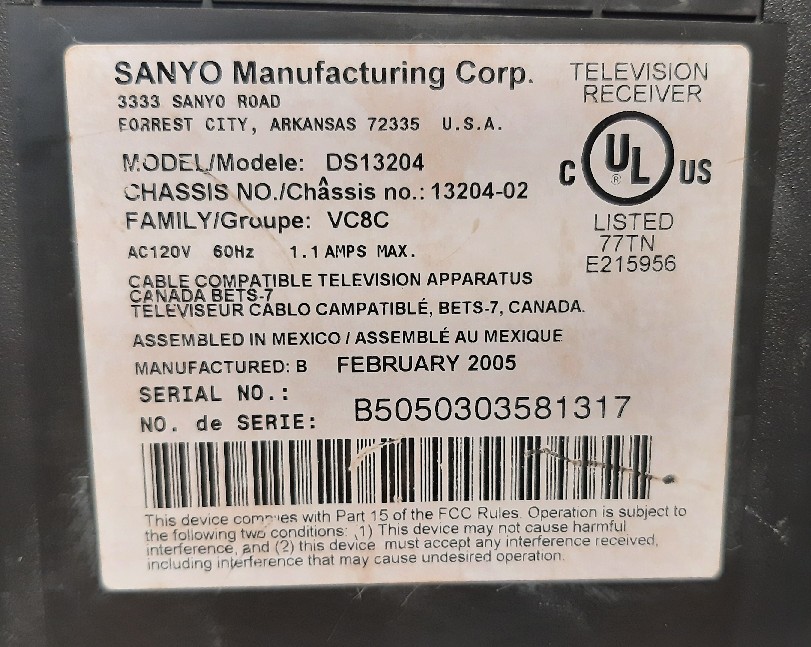 SANYO Manufacturing Corp.
3333 SANYO ROAD
FORREST CITY, ARKANSAS 72335 U.S.A.
TELEVISION
RECEIVER
MODEL/Modele: DS13204
CHASSIS NO./Châssis no.: 13204-02
FAMILY/Groupe: VC8C
AC120V 60Hz 1.1 AMPS MAX.
C UL ® US
LISTED
77TN
E215956
CABLE COMPATIBLE TELEVISION APPARATUS
CANADA BETS-7
TÉLÉVISEUR CABLO CAMPATIBLÉ, BETS-7, CANADA.
ASSEMBLED IN MEXICO / ASSEMBLÉ AU MEXIQUE
MANUFACTURED: B FEBRUARY 2005
SERIAL NO.:
NO. de SERIE: B5050303581317
This device complies with Part 15 of the FCC Rules. Operation is subject to
the following two conditions: (1) This device may not cause harmful
interference, and (2) this device must accept any interference received,
including interference that may cause undesired operation.